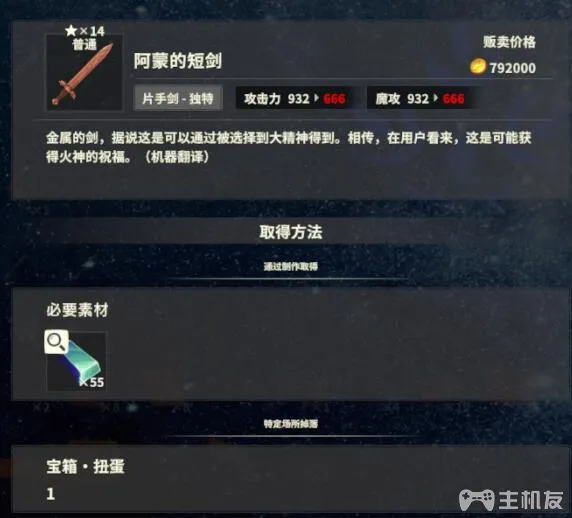 ★×14
普通
阿蒙的短剑
贩卖价格
792000
片手剑 - 独特
攻击力 932 ▸ 666
魔攻 932 ▸ 666
金属的剑，据说这是可以通过被选择到大精神得到。相传，在用户看来，这是可能获
得火神的祝福。（机器翻译）
取得方法
通过制作取得
必要素材
×55
特定场所掉落
宝箱·扭蛋
1
主机友